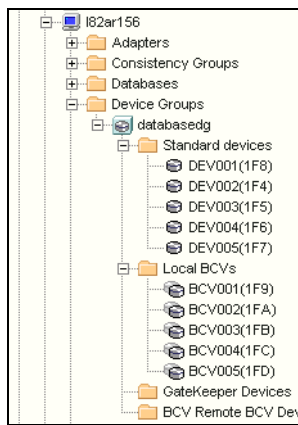 l82ar156
Adapters
Consistency Groups
Databases
Device Groups
databasedg
Standard devices
DEV001(1F8)
DEV002(1F4)
DEV003(1F5)
DEV004(1F6)
DEV005(1F7)
Local BCVs
BCV001(1F9)
BCV002(1FA)
BCV003(1FB)
BCV004(1FC)
BCV005(1FD)
GateKeeper Devices
BCV Remote BCV Dev